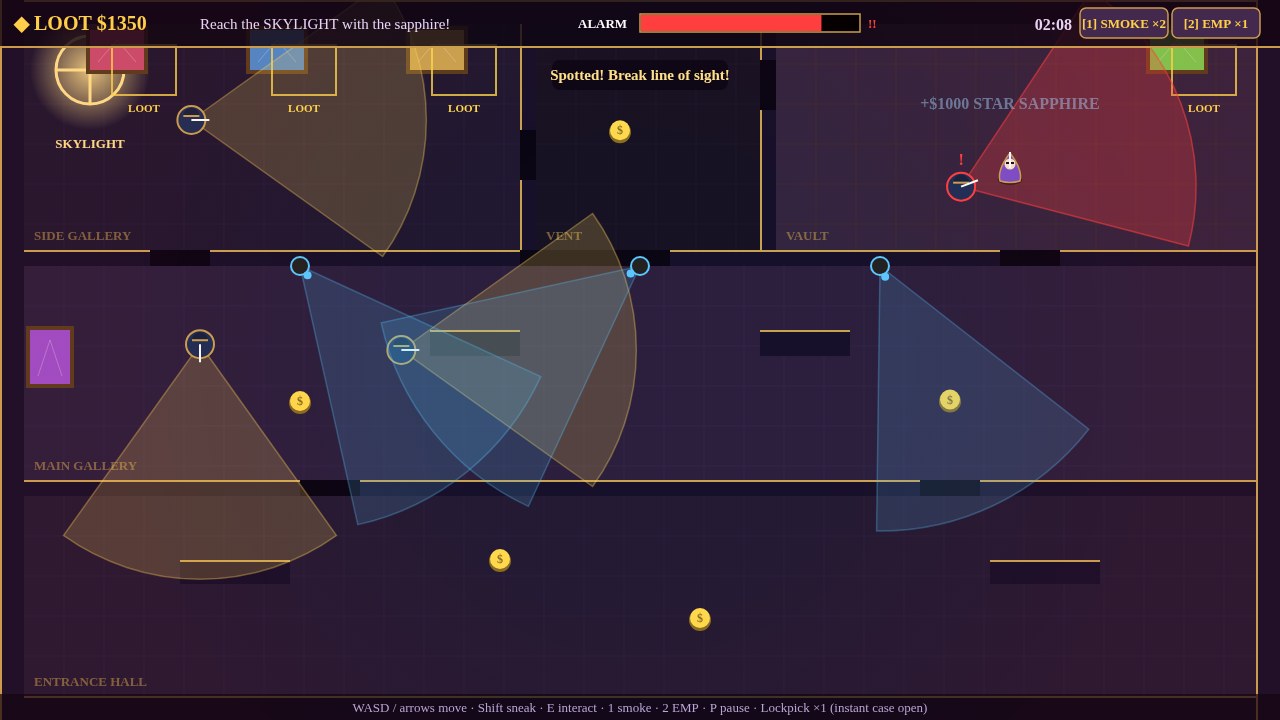 ◆ LOOT $1350
Reach the SKYLIGHT with the sapphire!
ALARM
!!
02:08
[1] SMOKE ×2
[2] EMP ×1
Spotted! Break line of sight!
LOOT
LOOT
LOOT
+$1000 STAR SAPPHIRE
LOOT
$
SKYLIGHT
!
SIDE GALLERY
VENT
VAULT
$
$
MAIN GALLERY
$
$
ENTRANCE HALL
WASD / arrows move · Shift sneak · E interact · 1 smoke · 2 EMP · P pause · Lockpick ×1 (instant case open)